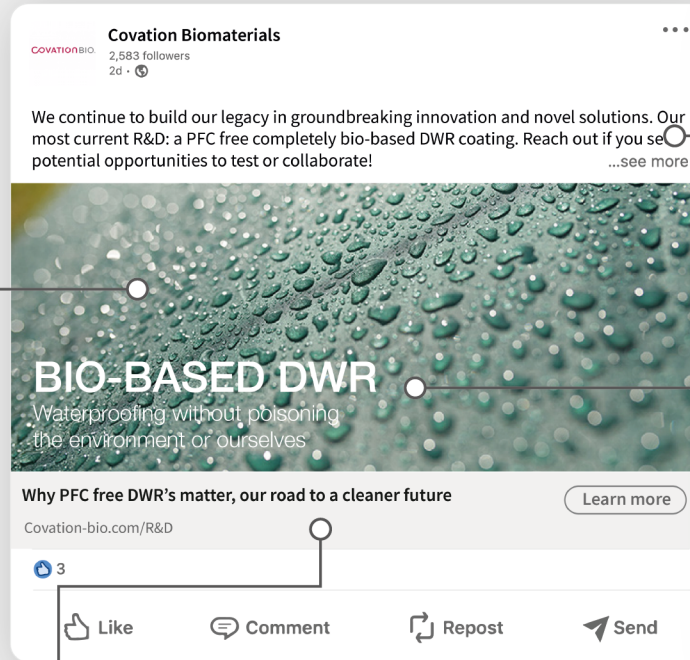 COVATIONBIO.
Covation Biomaterials
2,583 followers
2d •
We continue to build our legacy in groundbreaking innovation and novel solutions. Our
most current R&D: a PFC free completely bio-based DWR coating. Reach out if you se
potential opportunities to test or collaborate!
...see more
BIO-BASED DWR
Waterproofing without poisoning
the environment or ourselves
Why PFC free DWR's matter, our road to a cleaner future
Learn more
Covation-bio.com/R&D
3
Like Comment Repost Send